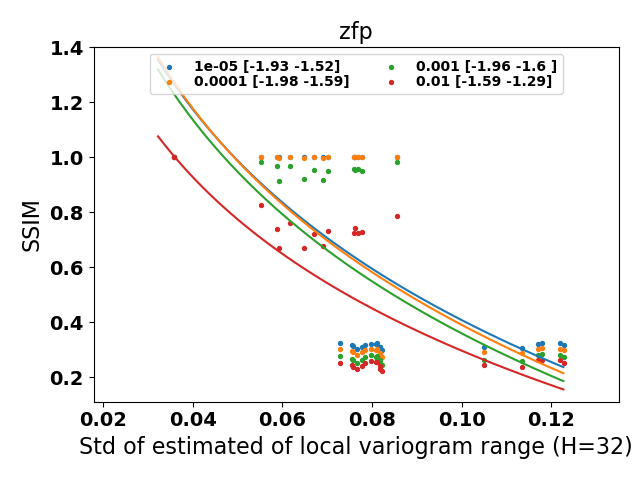 zfp
1e-05 [-1.93 -1.52]
0.0001 [-1.98 -1.59]
0.001 [-1.96 -1.6 ]
0.01 [-1.59 -1.29]
1.4
1.2
1.0
0.8
0.6
0.4
0.2
SSIM
0.02 0.04 0.06 0.08 0.10 0.12
Std of estimated of local variogram range (H=32)